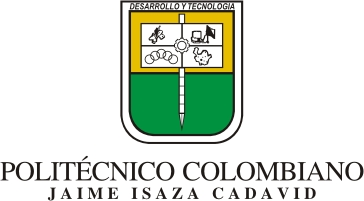 DESARROLLO Y TECNOLOGIA
POLITÉCNICO COLOMBIANO
JAIME ISAZA CADAVID